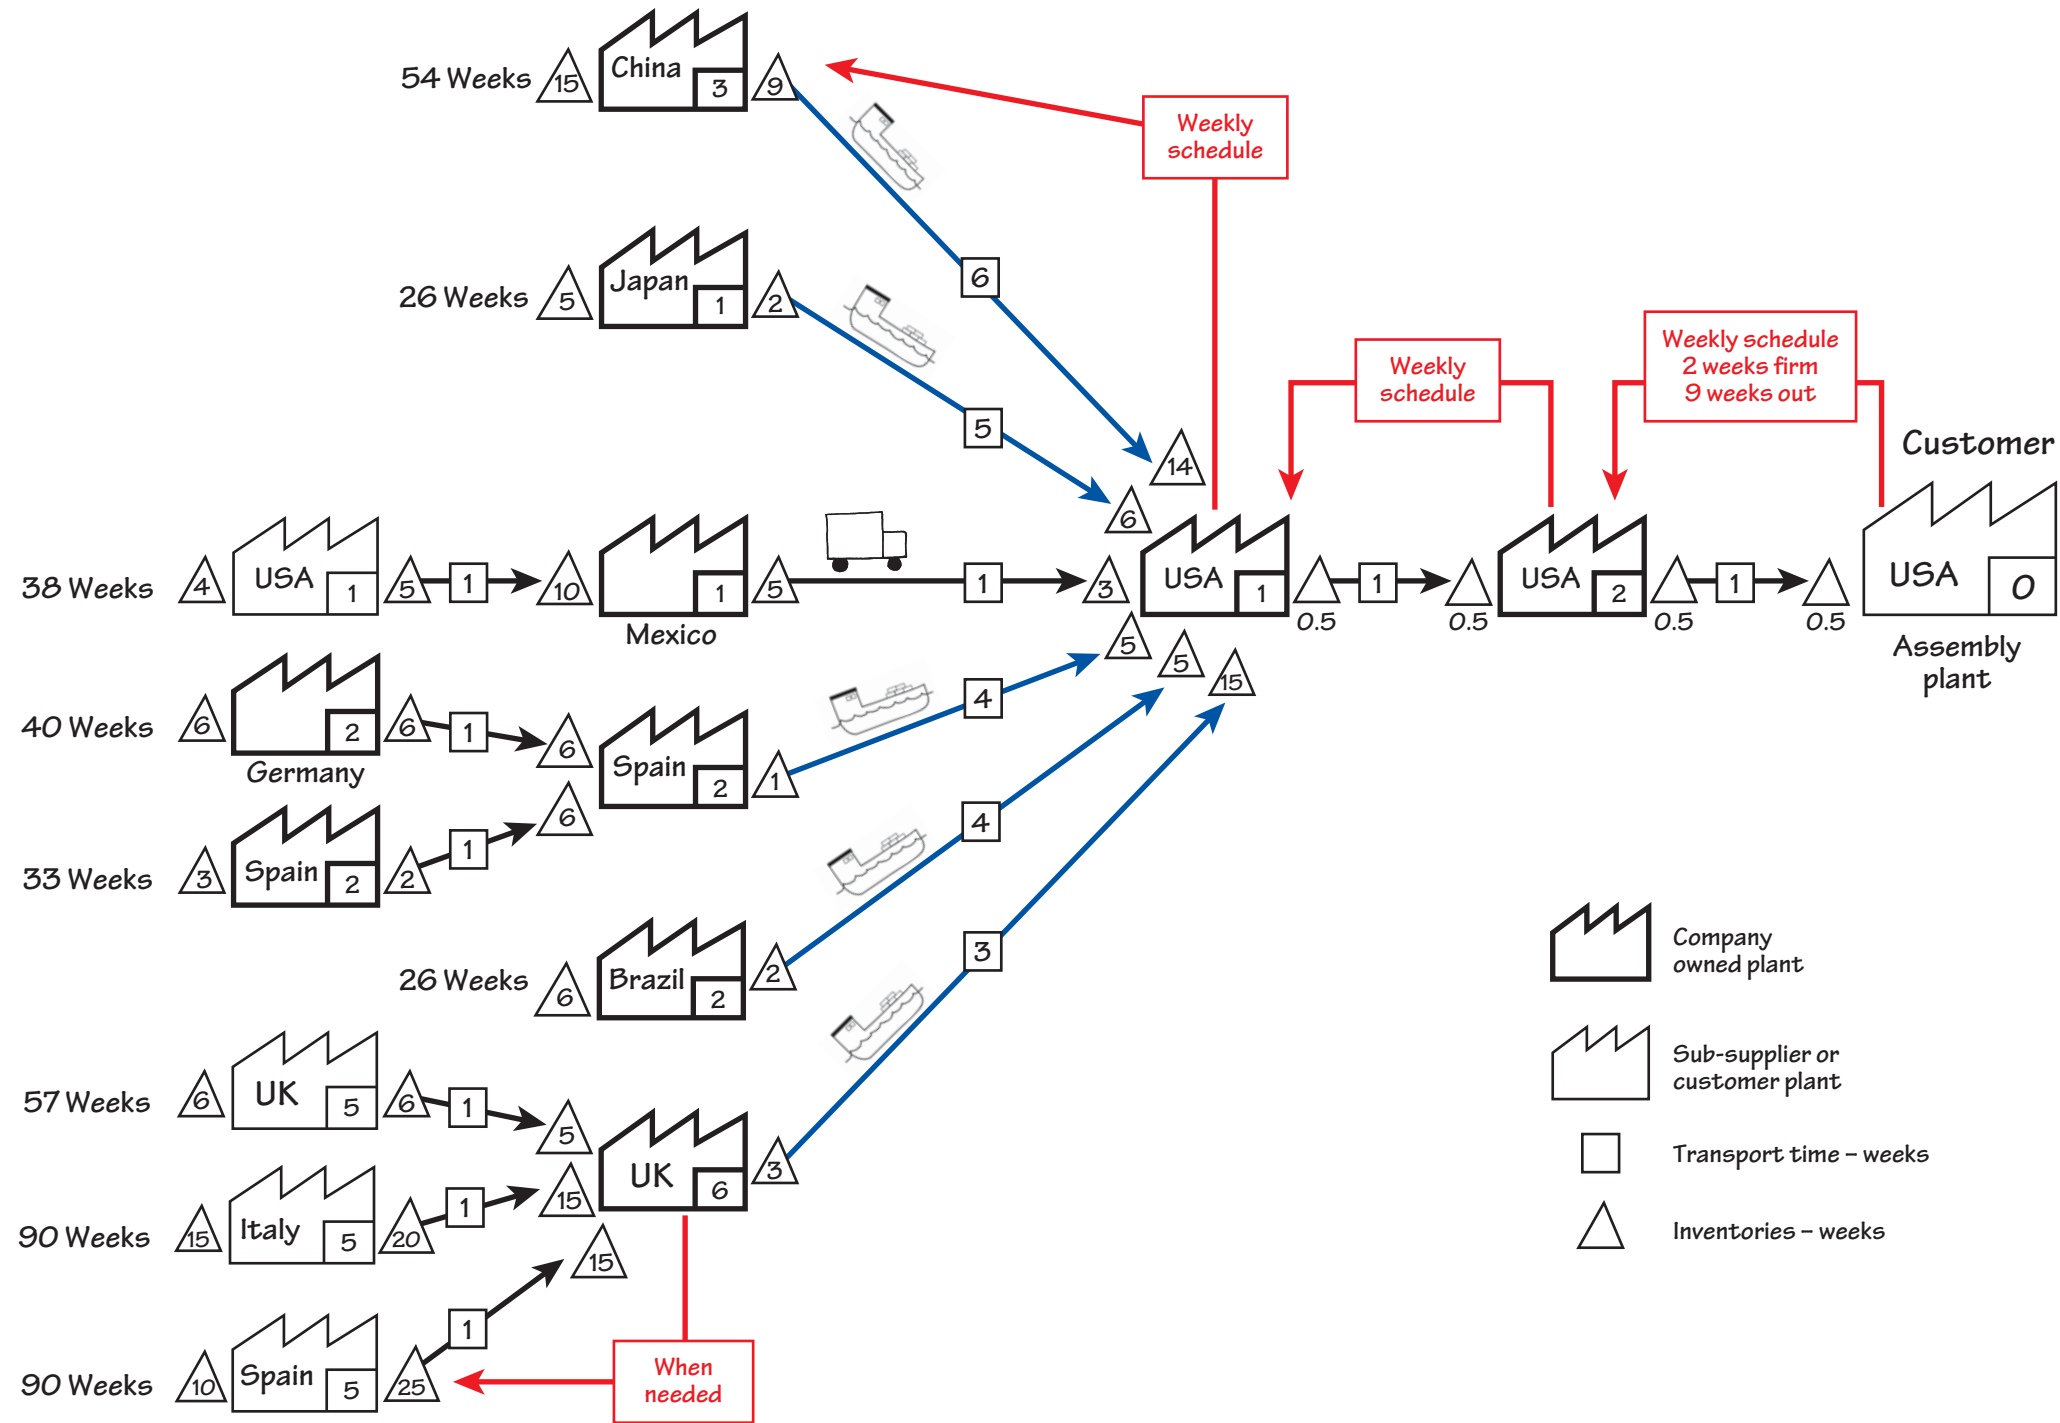 54 Weeks
15
China
3
9
Weekly
schedule
6
26 Weeks
5
Japan
1
2
5
14
6
Weekly
schedule
Weekly schedule
2 weeks firm
9 weeks out
Customer
38 Weeks
4
USA
1
5
1
10
1
Mexico
5
1
3
USA
1
0.5
1
0.5
USA
2
0.5
1
0.5
USA
0
Assembly
plant
40 Weeks
6
2
Germany
6
1
6
Spain
2
1
4
5
33 Weeks
3
Spain
2
2
1
6
26 Weeks
6
Brazil
2
2
4
5
57 Weeks
6
UK
5
6
1
5
UK
6
3
3
15
90 Weeks
15
Italy
5
20
1
15
90 Weeks
10
Spain
5
25
1
15
When
needed
Company
owned plant
Sub-supplier or
customer plant
Transport time – weeks
Inventories – weeks